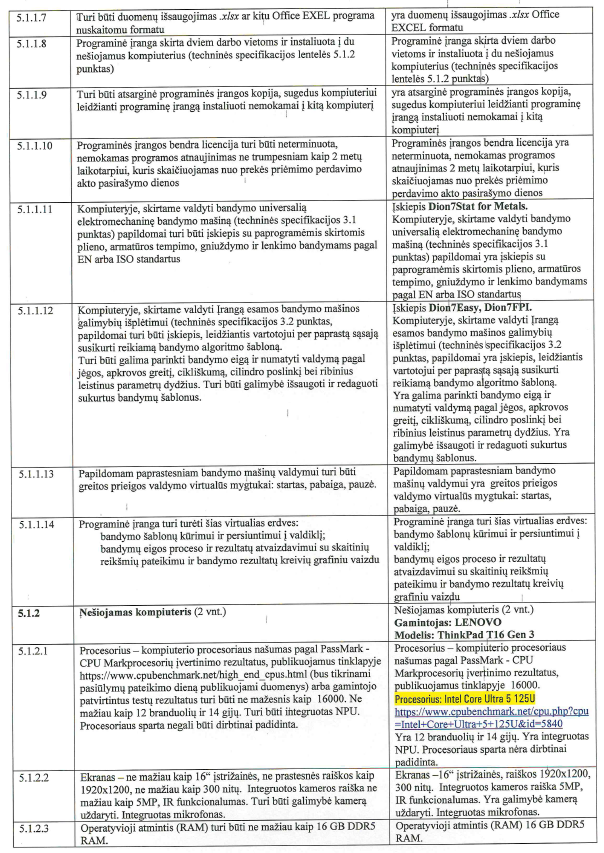 5.1.1.7
Turi būti duomenų išsaugojimas .xlsx ar kitu Office EXEL programa
nuskaitomu formatu
yra duomenų išsaugojimas .xlsx Office
EXCEL formatu
5.1.1.8
Programinė įranga skirta dviem darbo vietoms ir instaliuota į du
nešiojamus kompiuterius (techninės specifikacijos lentelės 5.1.2
punktas)
Programinė įranga skirta dviem darbo
vietoms ir instaliuota į du nešiojamus
kompiuterius (techninės specifikacijos
lentelės 5.1.2 punktas)
5.1.1.9
Turi būti atsarginė programinės įrangos kopija, sugedus kompiuteriui
leidžianti programinę įrangą instaliuoti nemokamai į kitą kompiuterį
yra atsarginė programinės įrangos kopija,
sugedus kompiuteriui leidžianti programinę
įrangą instaliuoti nemokamai į kitą
kompiuterį
5.1.1.10
Programinės įrangos bendra licencija turi būti neterminuota,
nemokamas programos atnaujinimas ne trumpesniam kaip 2 metų
laikotarpiui, kuris skaičiuojamas nuo prekės priėmimo perdavimo
akto pasirašymo dienos
Programinės įrangos bendra licencija yra
neterminuota, nemokamas programos
atnaujinimas 2 metų laikotarpiui, kuris
skaičiuojamas nuo prekės priėmimo
perdavimo akto pasirašymo dienos
5.1.1.11
Kompiuteryje, skirtame valdyti bandymo universalią
elektromechaninę bandymo mašiną (techninės specifikacijos 3.1
punktas) papildomai turi būti įskiepis su paprogramėmis skirtomis
plieno, armatūros tempimo, gniuždymo ir lenkimo bandymams pagal
EN arba ISO standartus
Įskiepis Dion7Stat for Metals.
Kompiuteryje, skirtame valdyti bandymo
universalią elektromechaninę bandymo
mašiną (techninės specifikacijos 3.1
punktas) papildomai yra įskiepis su
paprogramėmis skirtomis plieno, armatūros
tempimo, gniuždymo ir lenkimo bandymams
pagal EN arba ISO standartus
5.1.1.12
Kompiuteryje, skirtame valdyti Įrangą esamos bandymo mašinos
galimybių išplėtimui (techninės specifikacijos 3.2 punktas,
papildomai turi būti įskiepis, leidžiantis vartotojui per paprastą sąsają
susikurti reikiamą bandymo algoritmo šabloną.
Turi būti galima parinkti bandymo eigą ir numatyti valdymą pagal
jėgos, apkrovos greitį, cikliškumą, cilindro poslinkį bei ribinius
leistinus parametrų dydžius. Turi būti galimybė išsaugoti ir redaguoti
sukurtus bandymų šablonus.
Įskiepis Dion7Easy, Dion7FPI.
Kompiuteryje, skirtame valdyti Įrangą
esamos bandymo mašinos galimybių
išplėtimui (techninės specifikacijos 3.2
punktas, papildomai yra įskiepis, leidžiantis
vartotojui per paprastą sąsają susikurti
reikiamą bandymo algoritmo šabloną.
Yra galima parinkti bandymo eigą ir
numatyti valdymą pagal jėgos, apkrovos
greitį, cikliškumą, cilindro poslinkį bei
ribinius leistinus parametrų dydžius. Yra
galimybė išsaugoti ir redaguoti sukurtus
bandymų šablonus.
5.1.1.13
Papildomam paprastesniam bandymo mašinų valdymui turi būti
greitos prieigos valdymo virtualūs mygtukai: startas, pabaiga, pauzė.
Papildomam paprastesniam bandymo
mašinų valdymui yra greitos prieigos
valdymo virtualūs mygtukai: startas,
pabaiga, pauzė.
5.1.1.14
Programinė įranga turi turėti šias virtualias erdves:
bandymo šablonų kūrimui ir persiuntimui į valdiklį;
bandymų eigos proceso ir rezultatų atvaizdavimui su skaitinių
reikšmių pateikimu ir bandymo rezultatų kreivių grafiniu vaizdu
Programinė įranga turi šias virtualias erdves:
bandymo šablonų kūrimui ir persiuntimui į
valdiklį;
bandymų eigos proceso ir rezultatų
atvaizdavimui su skaitinių reikšmių
pateikimu ir bandymo rezultatų kreivių
grafiniu vaizdu
5.1.2
Nešiojamas kompiuteris (2 vnt.)
Nešiojamas kompiuteris (2 vnt.)
Gamintojas: LENOVO
Modelis: ThinkPad T16 Gen 3
5.1.2.1
Procesorius – kompiuterio procesoriaus našumas pagal PassMark -
CPU Markprocesorių įvertinimo rezultatus, publikuojamus tinklapyje
https://www.cpubenchmark.net/high_end_cpus.html (bus tikrinami
pasiūlymų pateikimo dieną publikuojami duomenys) arba gamintojo
patvirtintus testų rezultatus turi būti ne mažesnis kaip 16000. Ne
mažiau kaip 12 branduolių ir 14 gijų. Turi būti integruotas NPU.
Procesoriaus sparta negali būti dirbtinai padidinta.
Procesorius – kompiuterio procesoriaus
našumas pagal PassMark - CPU
Markprocesorių įvertinimo rezultatus,
publikuojamus tinklapyje 16000.
Procesorius: Intel Core Ultra 5 125U
https://www.cpubenchmark.net/cpu.php?cpu
=Intel+Core+Ultra+5+125U&id=5840
Yra 12 branduolių ir 14 gijų. Yra integruotas
NPU. Procesoriaus sparta nėra dirbtinai
padidinta.
5.1.2.2
Ekranas – ne mažiau kaip 16“ įstrižainės, ne prastesnės raiškos kaip
1920x1200, ne mažiau kaip 300 nitų. Integruotos kameros raiška ne
mažiau kaip 5MP, IR funkcionalumas. Turi būti galimybė kamerą
uždaryti. Integruotas mikrofonas.
Ekranas –16“ įstrižainės, raiškos 1920x1200,
300 nitų. Integruotos kameros raiška 5MP,
IR funkcionalumas. Yra galimybė kamerą
uždaryti. Integruotas mikrofonas.
5.1.2.3
Operatyvioji atmintis (RAM) turi būti ne mažiau kaip 16 GB DDR5
RAM.
Operatyvioji atmintis (RAM) 16 GB DDR5
RAM.